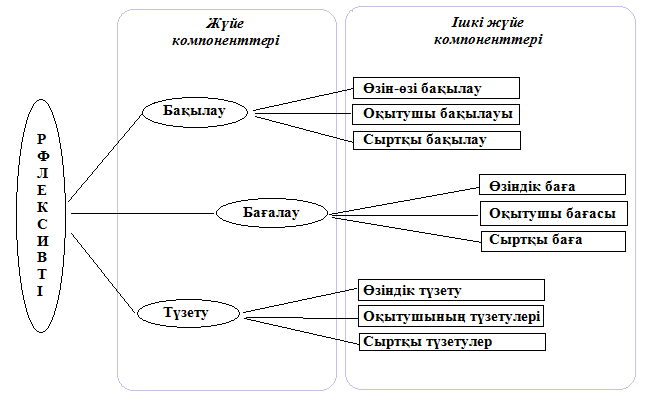 Жүйе
компоненттері
Ішкі жүйе
компоненттері
Р
Ф
Л
Е
К
С
И
В
Т
І
Бақылау
Өзін-өзі бақылау
Оқытушы бақылауы
Сыртқы бақылау
Бағалау
Өзіндік баға
Оқытушы бағасы
Сыртқы баға
Түзету
Өзіндік түзету
Оқытушының түзетулері
Сыртқы түзетулер